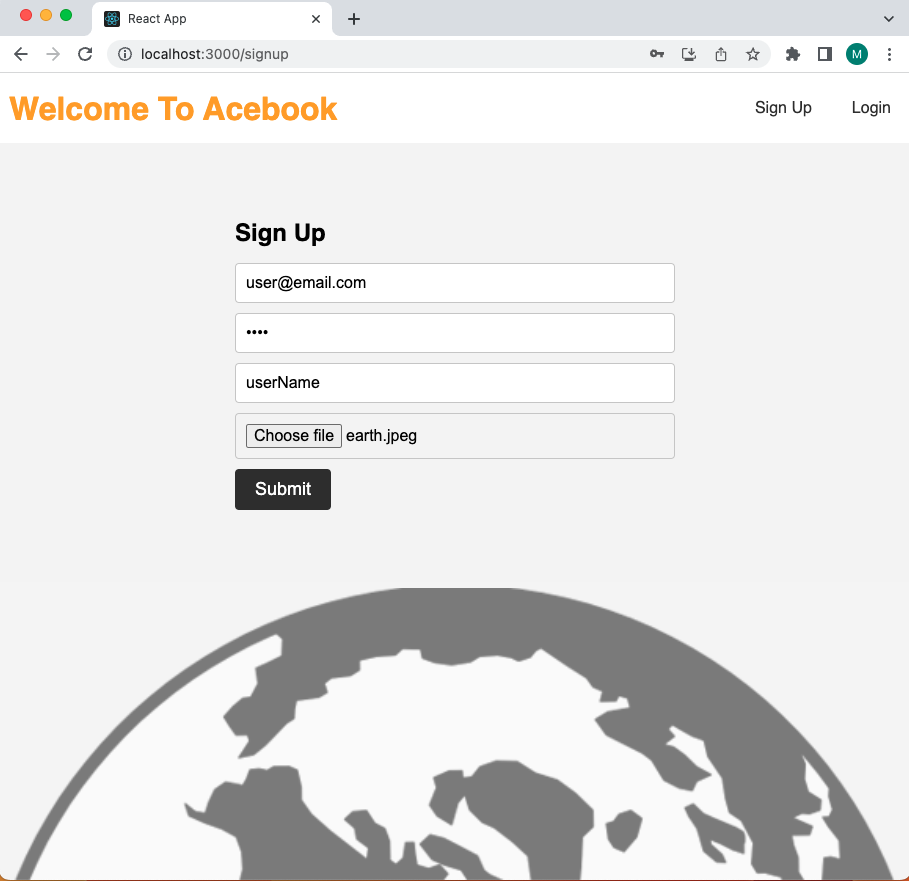 React App
localhost:3000/signup
M
Welcome To Acebook
Sign Up
Login
Sign Up
user@email.com
••••
userName
Choose file earth.jpeg
Submit